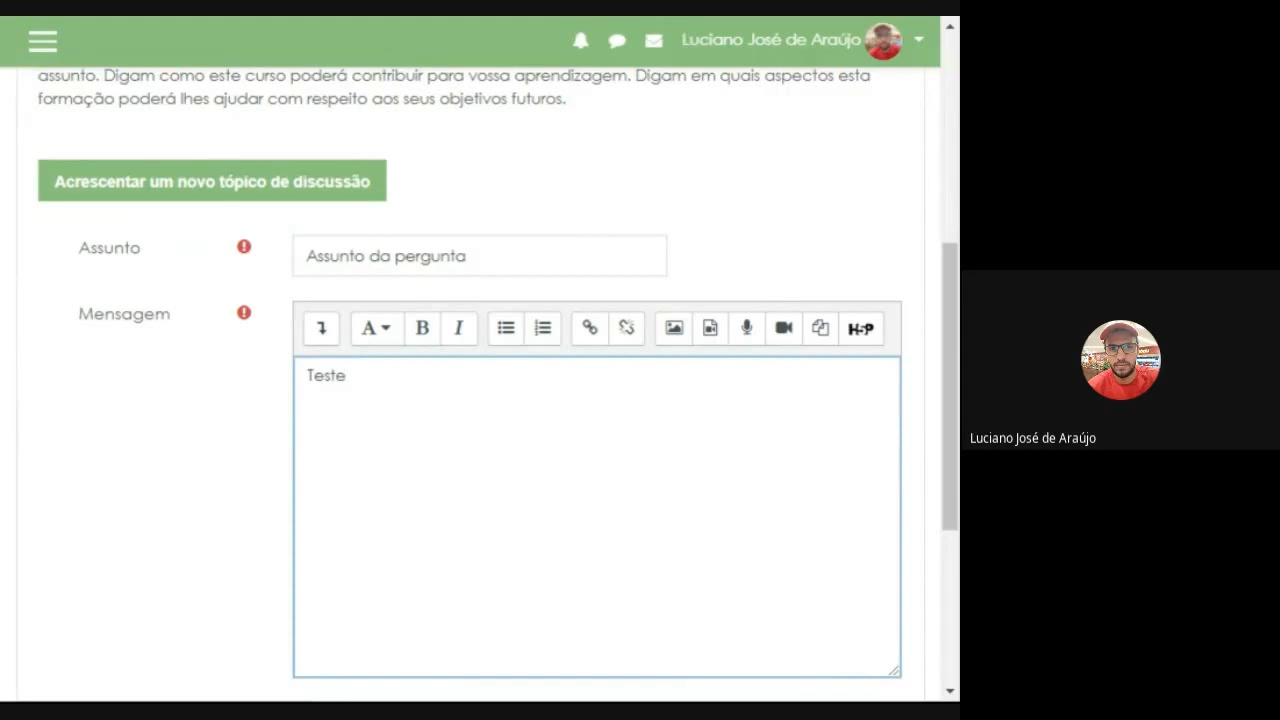 Luciano José de Araújo
assunto. Digam como este curso poderá contribuir para vossa aprendizagem. Digam em quais aspectos esta
formação poderá lhes ajudar com respeito aos seus objetivos futuros.
Acrescentar um novo tópico de discussão
Assunto
Assunto da pergunta
Mensagem
A B I H-P
Teste
Luciano José de Araújo